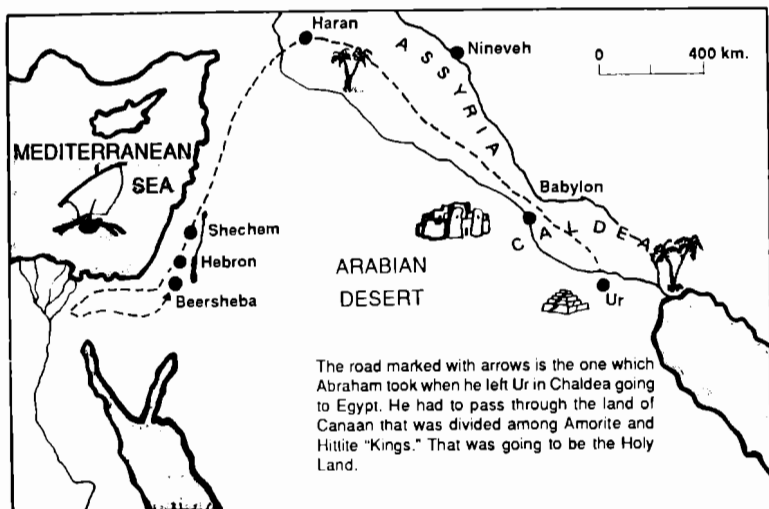 Haran
ASSYRIA
Nineveh
0 400 km.
MEDITERRANEAN
SEA
Babylon
CALDEA
Shechem
Hebron
Beersheba
ARABIAN
DESERT
Ur
The road marked with arrows is the one which
Abraham took when he left Ur in Chaldea going
to Egypt. He had to pass through the land of
Canaan that was divided among Amorite and
Hittite "Kings." That was going to be the Holy
Land.